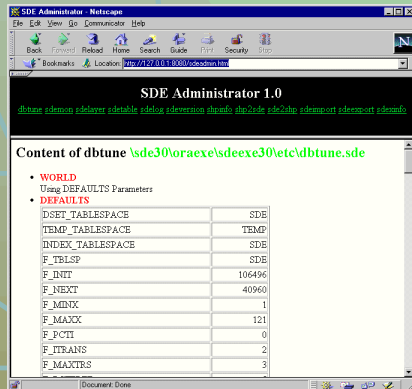 SDE Administrator - Netscape
File Edit View Go Communicator Help
Back Forward Reload Home Search Guide Print Security Stop
N
Bookmarks Location: http://127.0.0.1:8080/sdeadmin.htm
SDE Administrator 1.0
dbtune sdemon sdelayer sdetable sdelog sdeversion shpinfo shp2sde sde2shp sdeimport sdeexport sdexinfo
Content of dbtune \sde30\oraexe\sdeexe30\etc\dbtune.sde
WORLD
Using DEFAULTS Parameters
DEFAULTS
DSET_TABLESPACE SDE
TEMP_TABLESPACE TEMP
INDEX_TABLESPACE SDE
F_TBLSP SDE
F_INIT 106496
F_NEXT 40960
F_MINX 1
F_MAXX 121
F_PCTI 0
F_ITRANS 2
F_MAXTRS 3
Document: Done